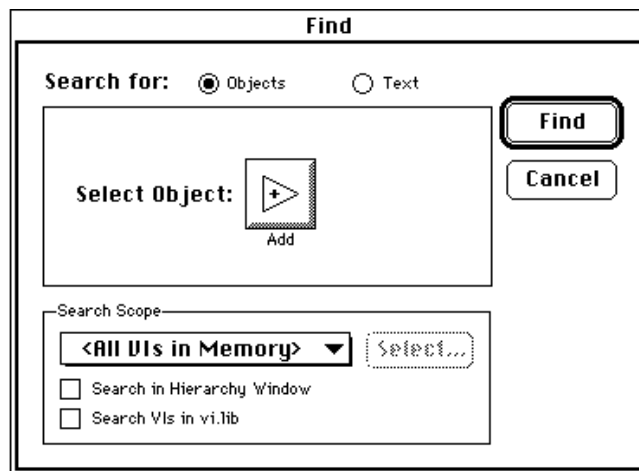 Find
Search for: Objects Text
Find
Cancel
Select Object:
Add
Search Scope
<All VIs in Memory> Select...
Search in Hierarchy Window
Search VIs in vi.lib